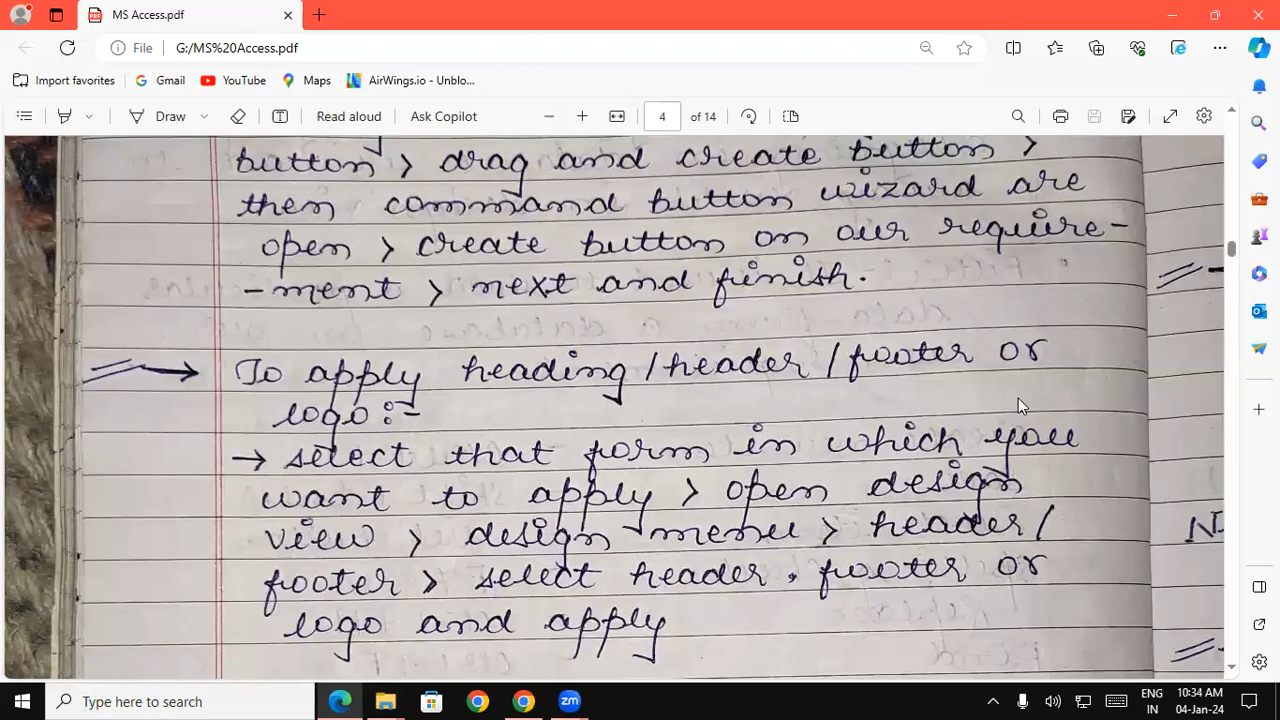 MS Access.pdf
File
G:/MS%20Access.pdf
Import favorites
Gmail
YouTube
Maps
AirWings.io - Unblo...
Draw
Read aloud
Ask Copilot
4
of 14
button > drag and create button >
then command button wizard are
open > create button on our require-
-ment > next and finish.
To apply heading/header/footer or
logo:-
→ select that form in which you
want to apply > open design
view > design menu > header/
footer > select header. footer or
logo and apply
Type here to search
ENG
IN
10:34 AM
04-Jan-24